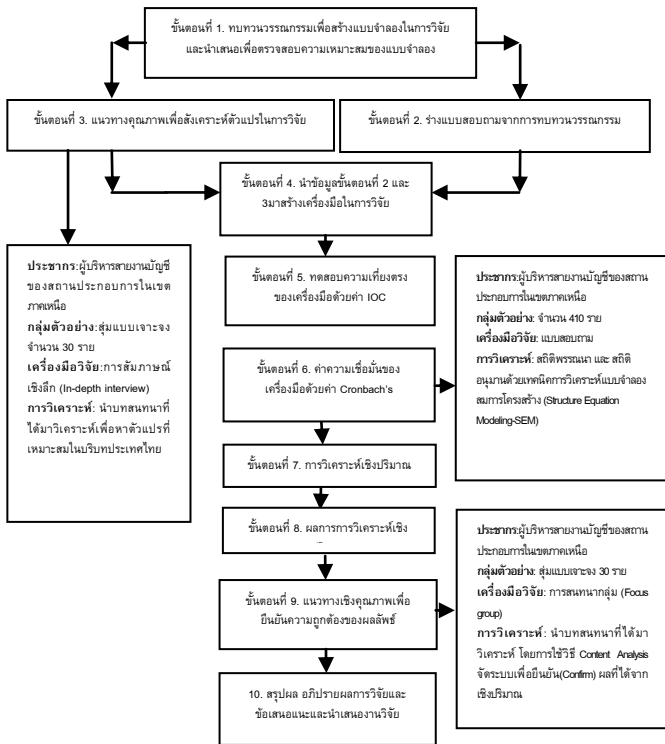 ขั้นตอนที่ 1. ทบทวนวรรณกรรมเพื่อสร้างแบบจำลองในการวิจัย
และนำเสนอเพื่อตรวจสอบความเหมาะสมของแบบจำลอง
ขั้นตอนที่ 3. แนวทางคุณภาพเพื่อสังเคราะห์ตัวแปรในการวิจัย
ขั้นตอนที่ 2. ร่างแบบสอบถามจากการทบทวนวรรณกรรม
ขั้นตอนที่ 4. นำข้อมูลขั้นตอนที่ 2 และ
3มาสร้างเครื่องมือในการวิจัย
ประชากร:ผู้บริหารสายงานบัญชี
ของสถานประกอบการในเขต
ภาคเหนือ
กลุ่มตัวอย่าง:สุ่มแบบเจาะจง
จำนวน 30 ราย
เครื่องมือวิจัย:การสัมภาษณ์
เชิงลึก (In-depth interview)
การวิเคราะห์: นำบทสนทนาที่
ได้มาวิเคราะห์เพื่อหาตัวแปรที่
เหมาะสมในบริบทประเทศไทย
ขั้นตอนที่ 5. ทดสอบความเที่ยงตรง
ของเครื่องมือด้วยค่า IOC
ประชากร:ผู้บริหารสายงานบัญชีของสถาน
ประกอบการในเขตภาคเหนือ
กลุ่มตัวอย่าง: จำนวน 410 ราย
เครื่องมือวิจัย: แบบสอบถาม
การวิเคราะห์: สถิติพรรณนา และ สถิติ
อนุมานด้วยเทคนิคการวิเคราะห์แบบจำลอง
สมการโครงสร้าง (Structure Equation
Modeling-SEM)
ขั้นตอนที่ 6. ค่าความเชื่อมั่นของ
เครื่องมือด้วยค่า Cronbach's
ขั้นตอนที่ 7. การวิเคราะห์เชิงปริมาณ
ขั้นตอนที่ 8. ผลการการวิเคราะห์เชิง
ประชากร:ผู้บริหารสายงานบัญชีของสถาน
ประกอบการในเขตภาคเหนือ
กลุ่มตัวอย่าง: สุ่มแบบเจาะจง 30 ราย
เครื่องมือวิจัย: การสนทนากลุ่ม (Focus
group)
การวิเคราะห์: นำบทสนทนาที่ได้มา
วิเคราะห์ โดยการใช้วิธี Content Analysis
จัดระบบเพื่อยืนยัน(Confirm) ผลที่ได้จาก
เชิงปริมาณ
ขั้นตอนที่ 9. แนวทางเชิงคุณภาพเพื่อ
ยืนยันความถูกต้องของผลลัพธ์
10. สรุปผล อภิปรายผลการวิจัยและ
ข้อเสนอแนะและนำเสนองานวิจัย